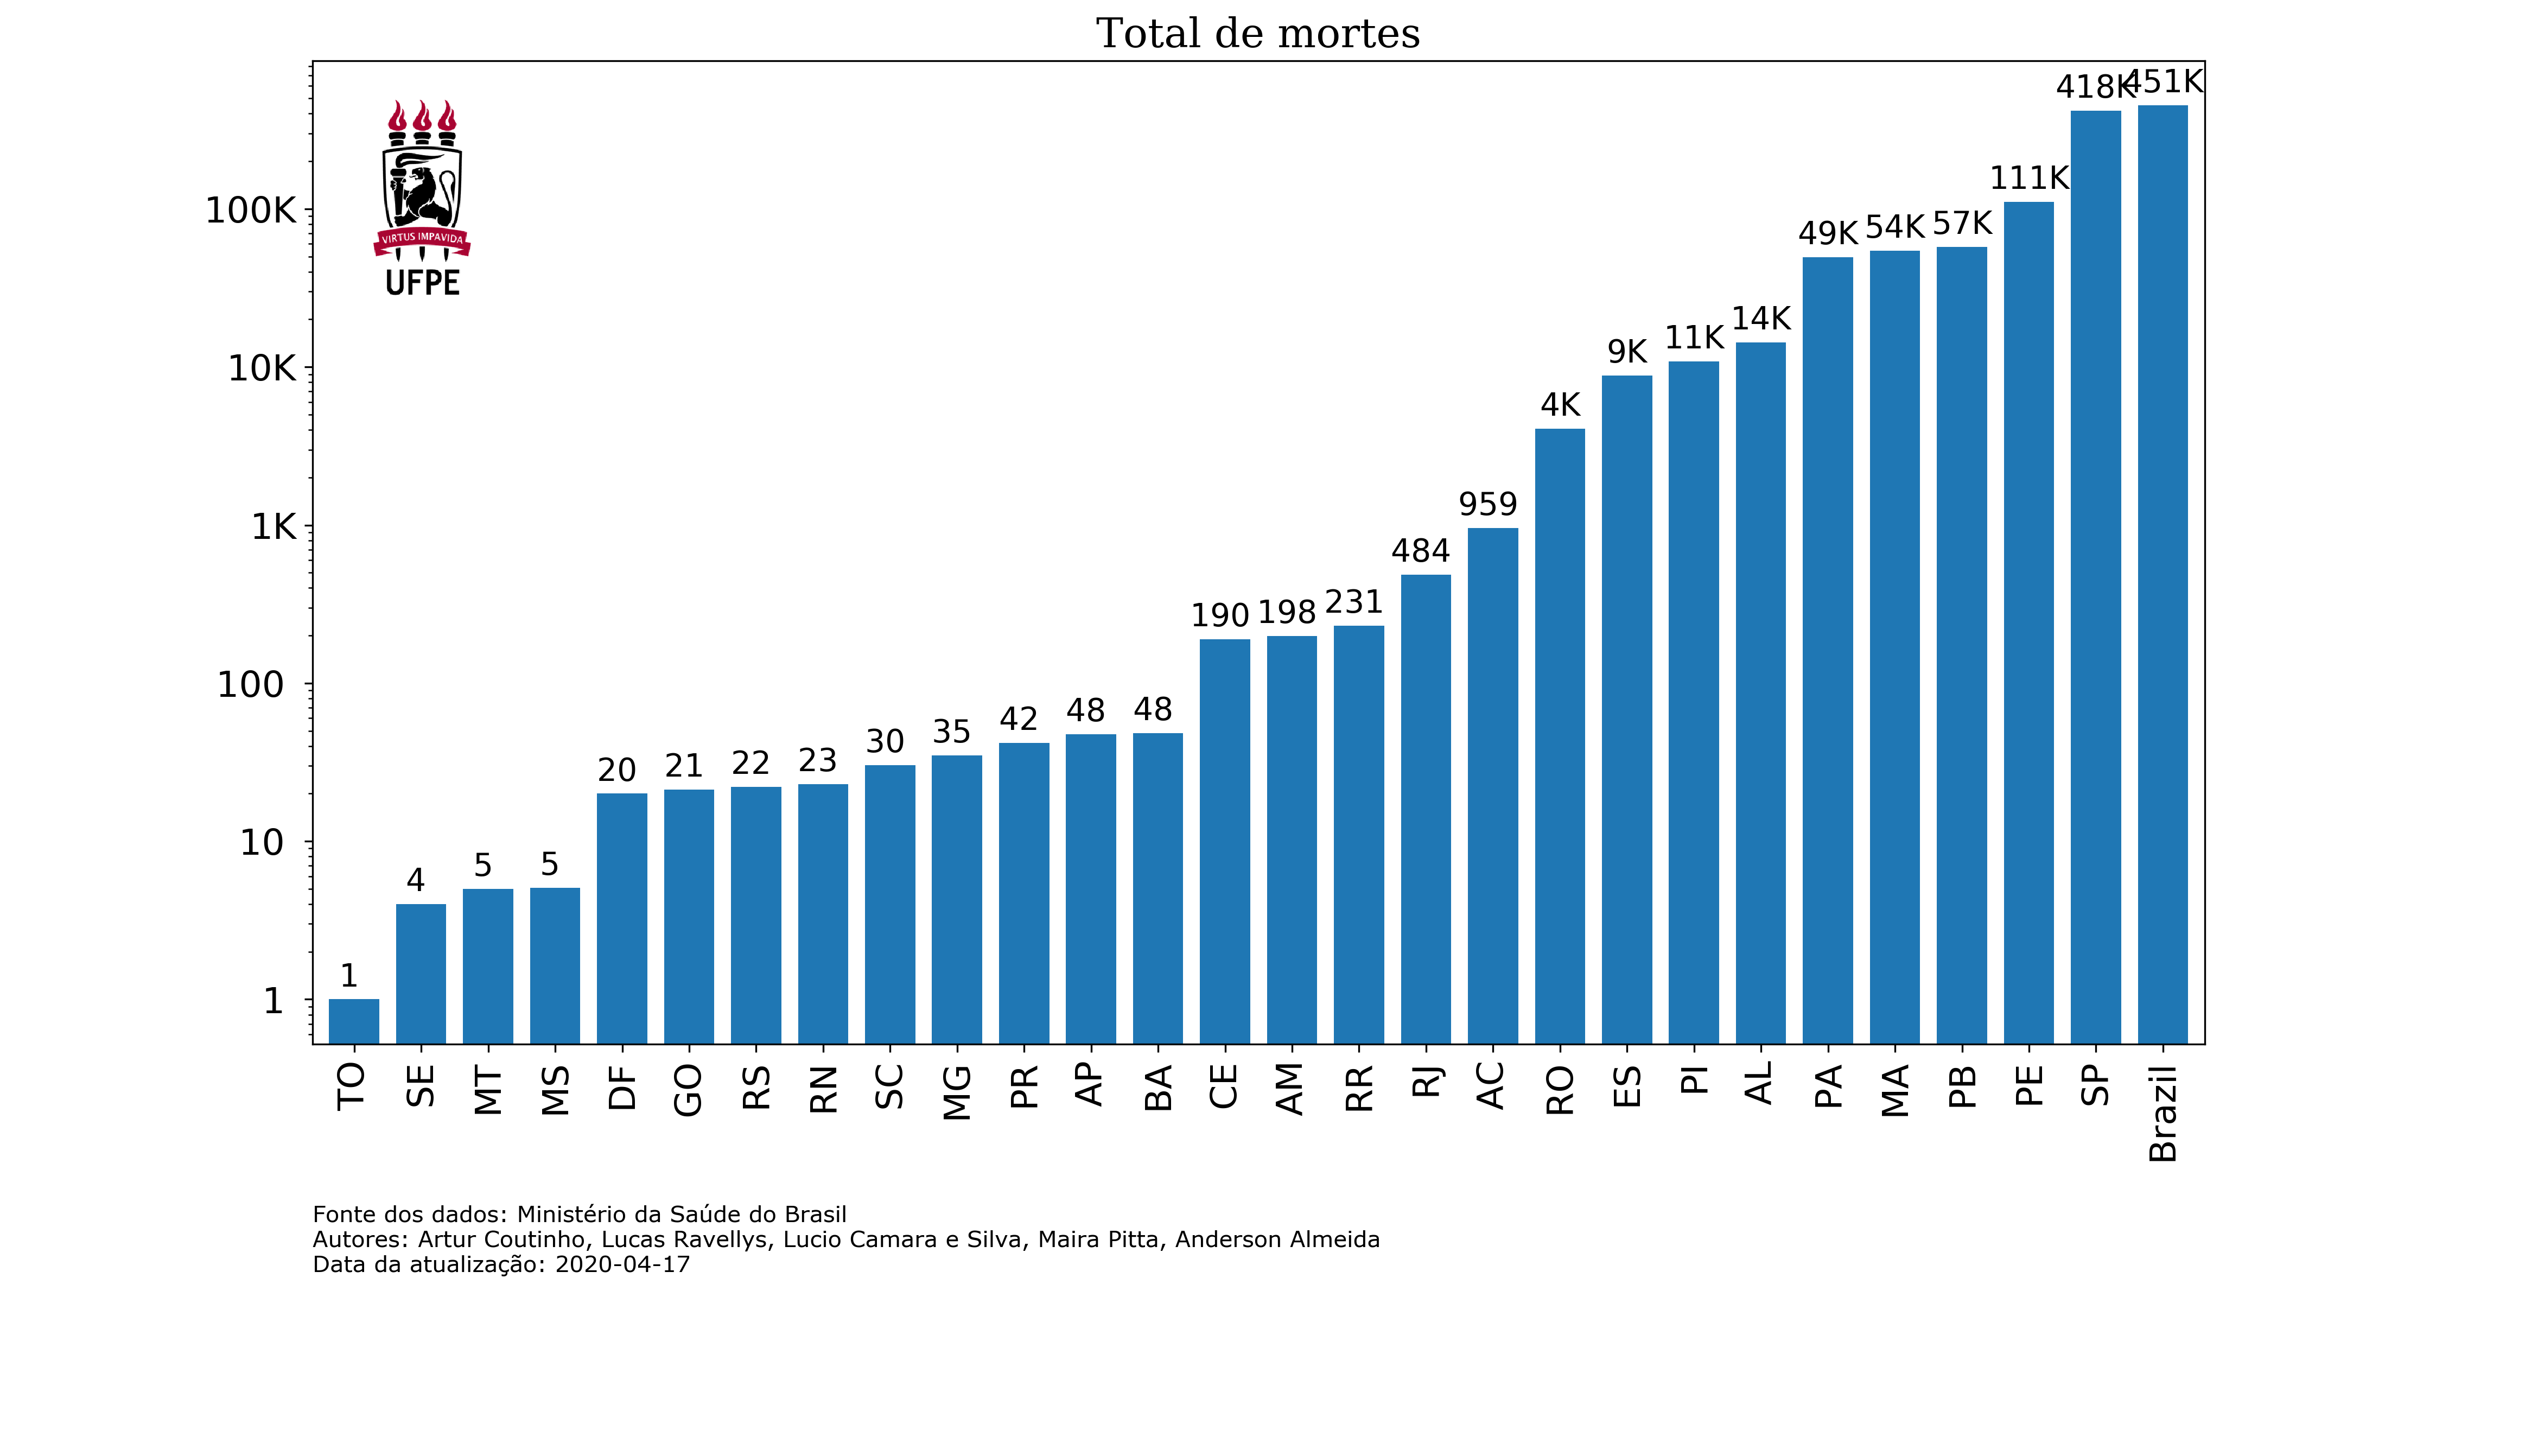 Total de mortes
VIRTUS IMPAVIDA
UFPE
100K
10K
1K
100
10
1
1
4
5
5
20
21
22
23
30
35
42
48
48
190
198
231
484
959
4K
9K
11K
14K
49K
54K
57K
111K
418K
451K
TO
SE
MT
MS
DF
GO
RS
RN
SC
MG
PR
AP
BA
CE
AM
RR
RJ
AC
RO
ES
PI
AL
PA
MA
PB
PE
SP
Brazil
Fonte dos dados: Ministério da Saúde do Brasil
Autores: Artur Coutinho, Lucas Ravellys, Lucio Camara e Silva, Maira Pitta, Anderson Almeida
Data da atualização: 2020-04-17